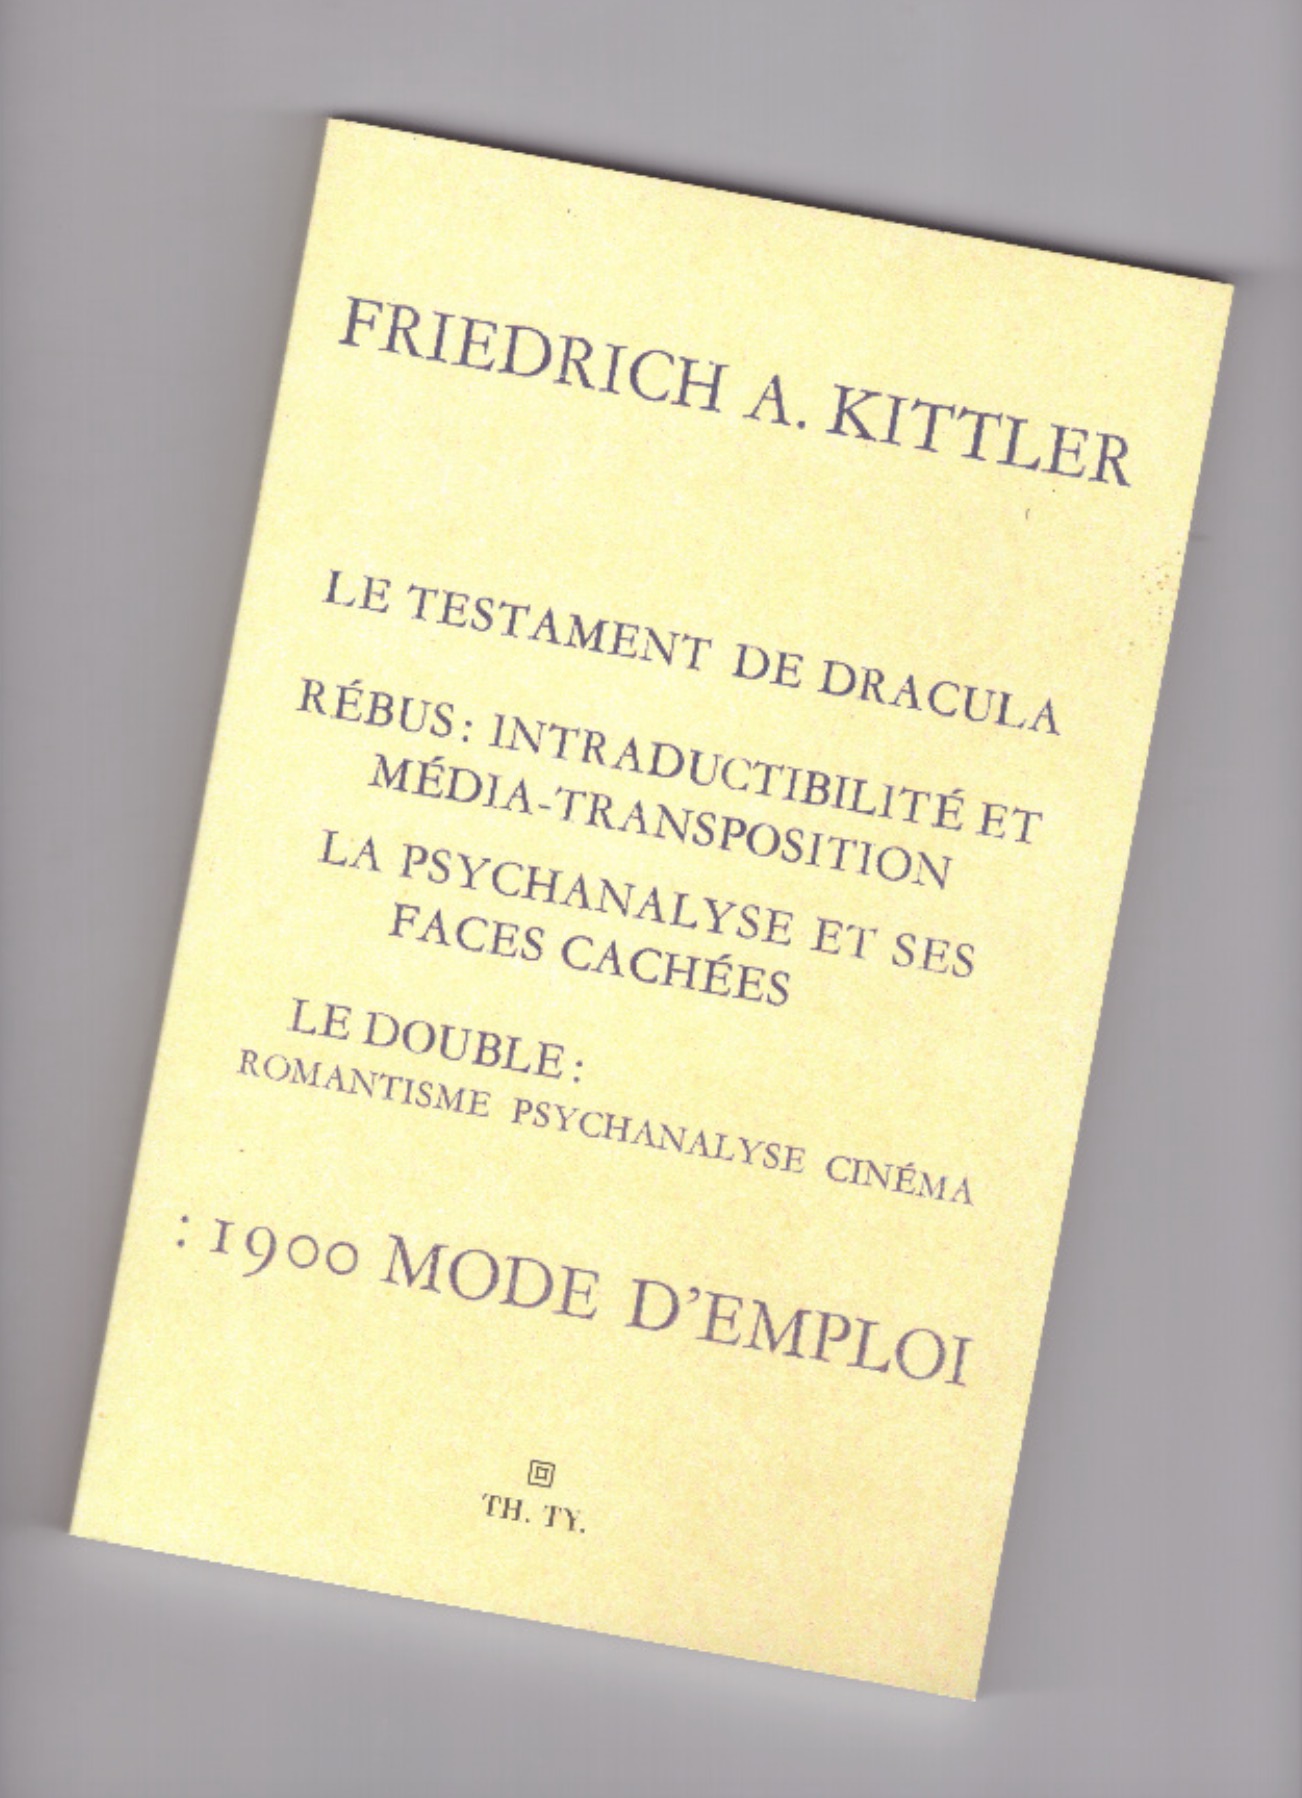 FRIEDRICH A. KITTLER
LE TESTAMENT DE DRACULA
RÉBUS : INTRADUCTIBILITÉ ET
MÉDIA-TRANSPOSITION
LA PSYCHANALYSE ET SES
FACES CACHÉES
LE DOUBLE :
ROMANTISME PSYCHANALYSE CINÉMA
: 1900 MODE D’EMPLOI
TH. TY.